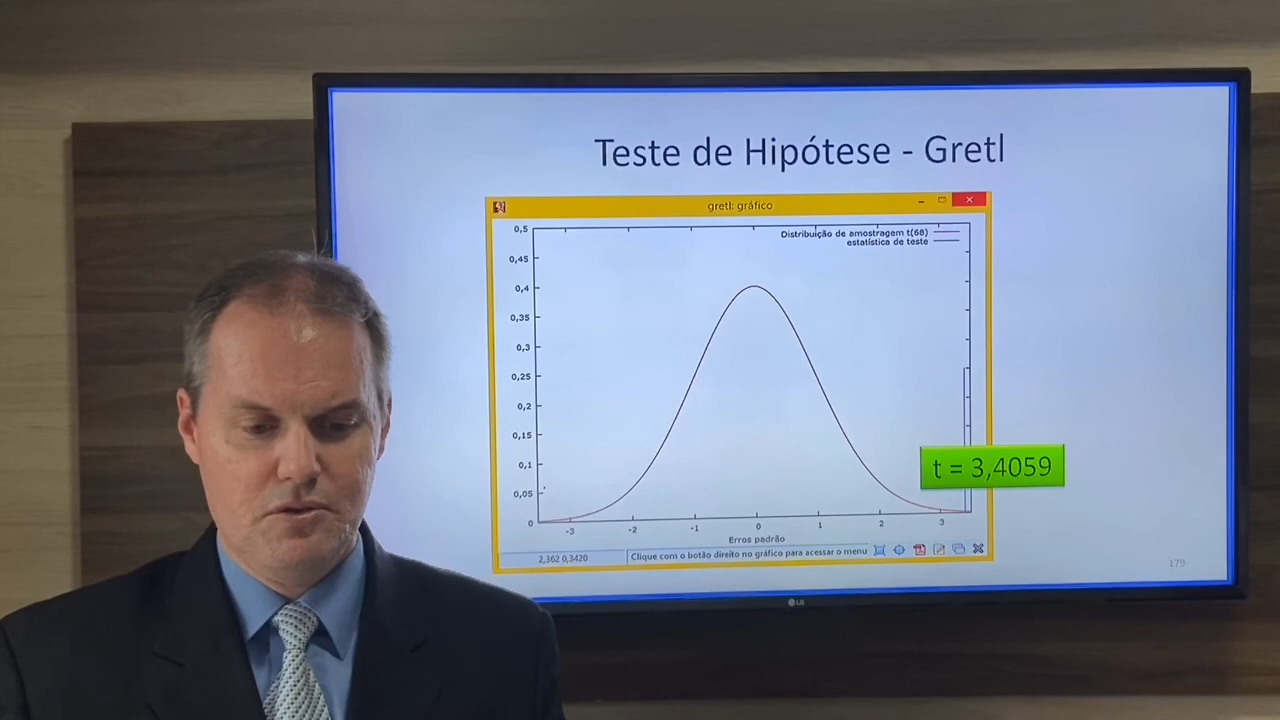 Teste de Hipótese - Gretl
gretl: gráfico
Distribuição de amostragem t(68)
estatística de teste
0,5
0,45
0,4
0,35
0,3
0,25
0,2
0,15
0,1
0,05
0
t = 3,4059
-3 -2 -1 0 1 2 3
Erros padrão
2,362 0,3420 Clique com o botão direito no gráfico para acessar o menu
179
LG